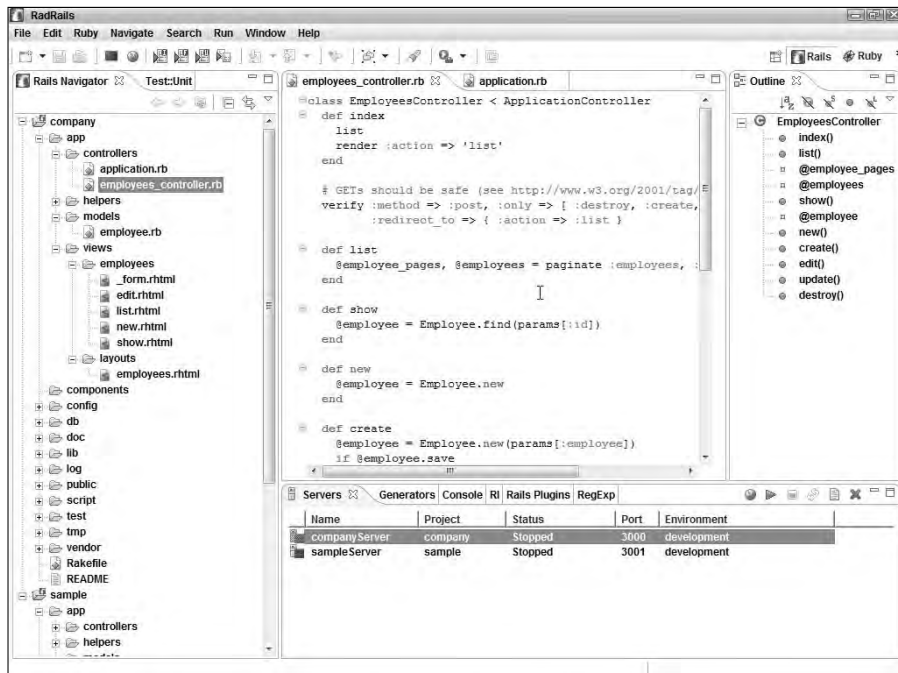 RadRails
File Edit Ruby Navigate Search Run Window Help
Rails Ruby
Rails Navigator Test::Unit
company
app
controllers
application.rb
employees_controller.rb
helpers
models
employee.rb
views
employees
_form.rhtml
edit.rhtml
list.rhtml
new.rhtml
show.rhtml
layouts
employees.rhtml
components
config
db
doc
lib
log
public
script
test
tmp
vendor
Rakefile
README
sample
app
controllers
helpers
employees_controller.rb application.rb
class EmployeesController < ApplicationController
def index
list
render :action => 'list'
end
# GETs should be safe (see http://www.w3.org/2001/tag/
verify :method => :post, :only => [ :destroy, :create,
:redirect_to => { :action => :list }
def list
@employee_pages, @employees = paginate :employees, :
end
def show
@employee = Employee.find(params[:id])
end
def new
@employee = Employee.new
end
def create
@employee = Employee.new(params[:employee])
if @employee.save
Outline
EmployeesController
index()
list()
@employee_pages
@employees
show()
@employee
new()
create()
edit()
update()
destroy()
Servers Generators Console RI Rails Plugins RegExp
Name Project Status Port Environment
companyServer company Stopped 3000 development
sampleServer sample Stopped 3001 development